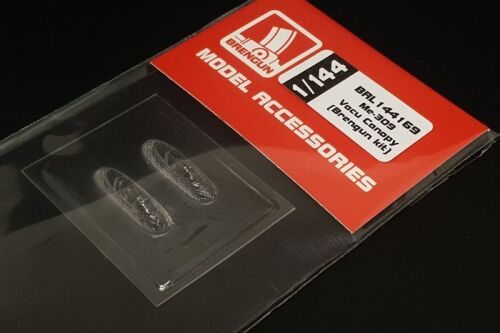 BRENGUN
MODEL ACCESSORIES
1/144
BRL144169
Me-309
Vacu Canopy
(Brengun kit)